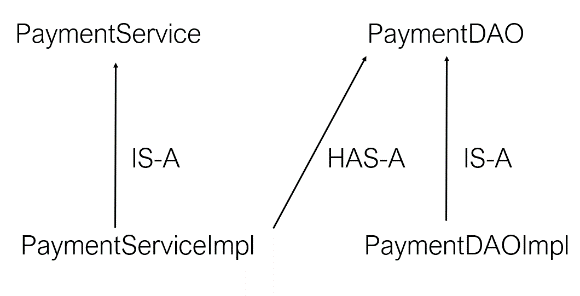 PaymentService PaymentDAO
IS-A HAS-A IS-A
PaymentServiceImpl PaymentDAOImpl